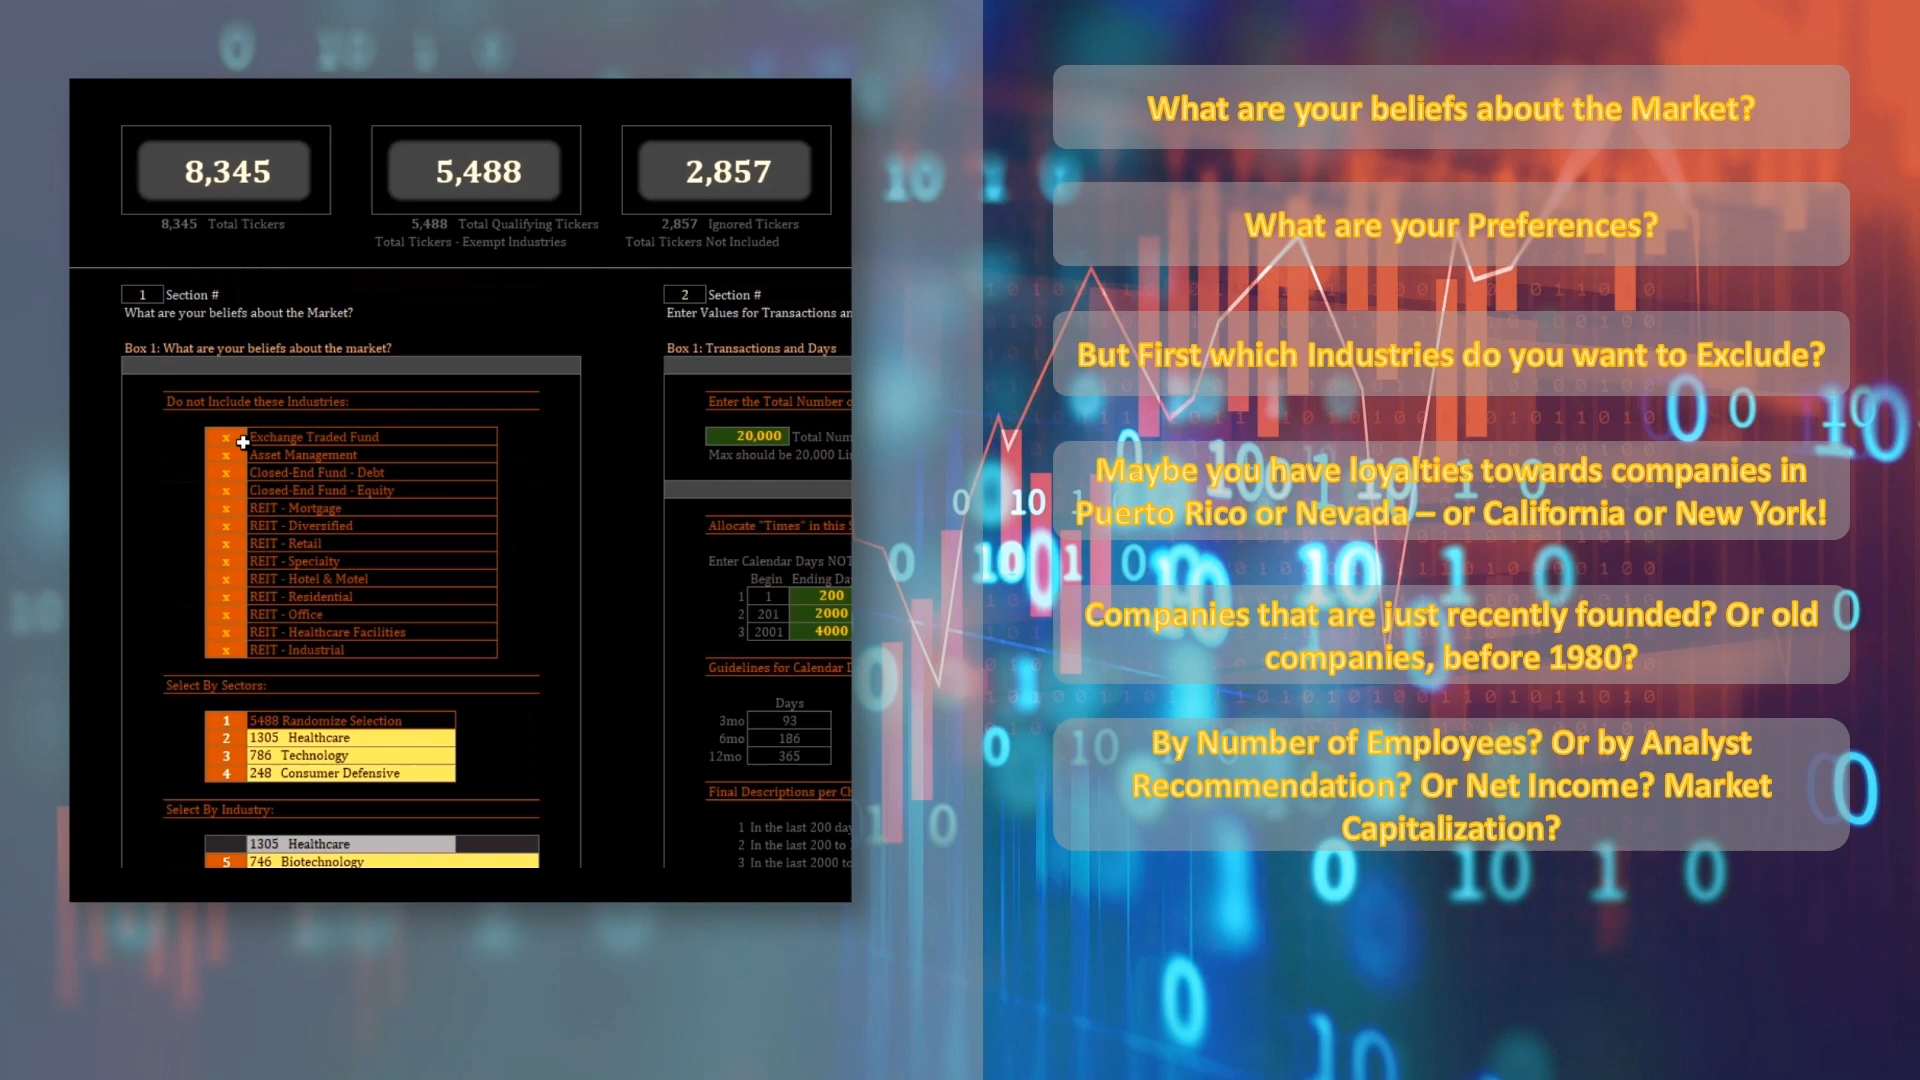 8,345
5,488
2,857
8,345 Total Tickers
5,488 Total Qualifying Tickers
2,857 Ignored Tickers
Total Tickers - Exempt Industries
Total Tickers Not Included
1 Section #
What are your beliefs about the Market?
Box 1: What are your beliefs about the market?
Do not Include these Industries:
x Exchange Traded Fund
x Asset Management
x Closed-End Fund - Debt
x Closed-End Fund - Equity
x REIT - Mortgage
x REIT - Diversified
x REIT - Retail
x REIT - Specialty
x REIT - Hotel & Motel
x REIT - Residential
x REIT - Office
x REIT - Healthcare Facilities
x REIT - Industrial
Select By Sectors:
1 5488 Randomize Selection
2 1305 Healthcare
3 786 Technology
4 248 Consumer Defensive
Select By Industry:
1305 Healthcare
5 746 Biotechnology
2 Section #
Enter Values for Transactions an
Box 1: Transactions and Days
Enter the Total Number
20,000 Total Num
Max should be 20,000 Li
Allocate "Times" in this
Enter Calendar Days NOT
Begin Ending Da
1 1 200
2 201 2000
3 2001 4000
Guidelines for Calendar
Days
3mo 93
6mo 186
12mo 365
Final Descriptions per Ch
1 In the last 200 day
2 In the last 200 to
3 In the last 2000 to
What are your beliefs about the Market?
What are your Preferences?
But First which Industries do you want to Exclude?
Maybe you have loyalties towards companies in
Puerto Rico or Nevada – or California or New York!
Companies that are just recently founded? Or old
companies, before 1980?
By Number of Employees? Or by Analyst
Recommendation? Or Net Income? Market
Capitalization?